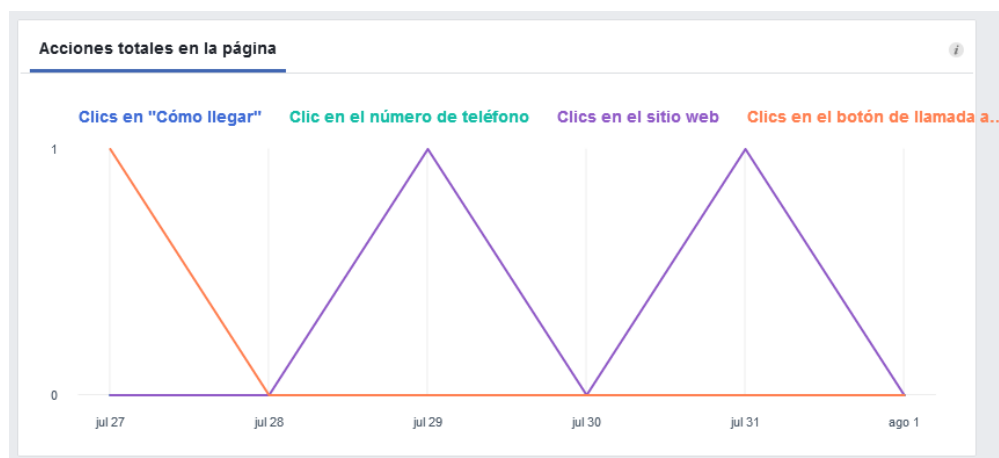 Acciones totales en la página
i
Clics en "Cómo llegar" Clic en el número de teléfono Clics en el sitio web Clics en el botón de llamada a...
1
0
jul 27 jul 28 jul 29 jul 30 jul 31 ago 1